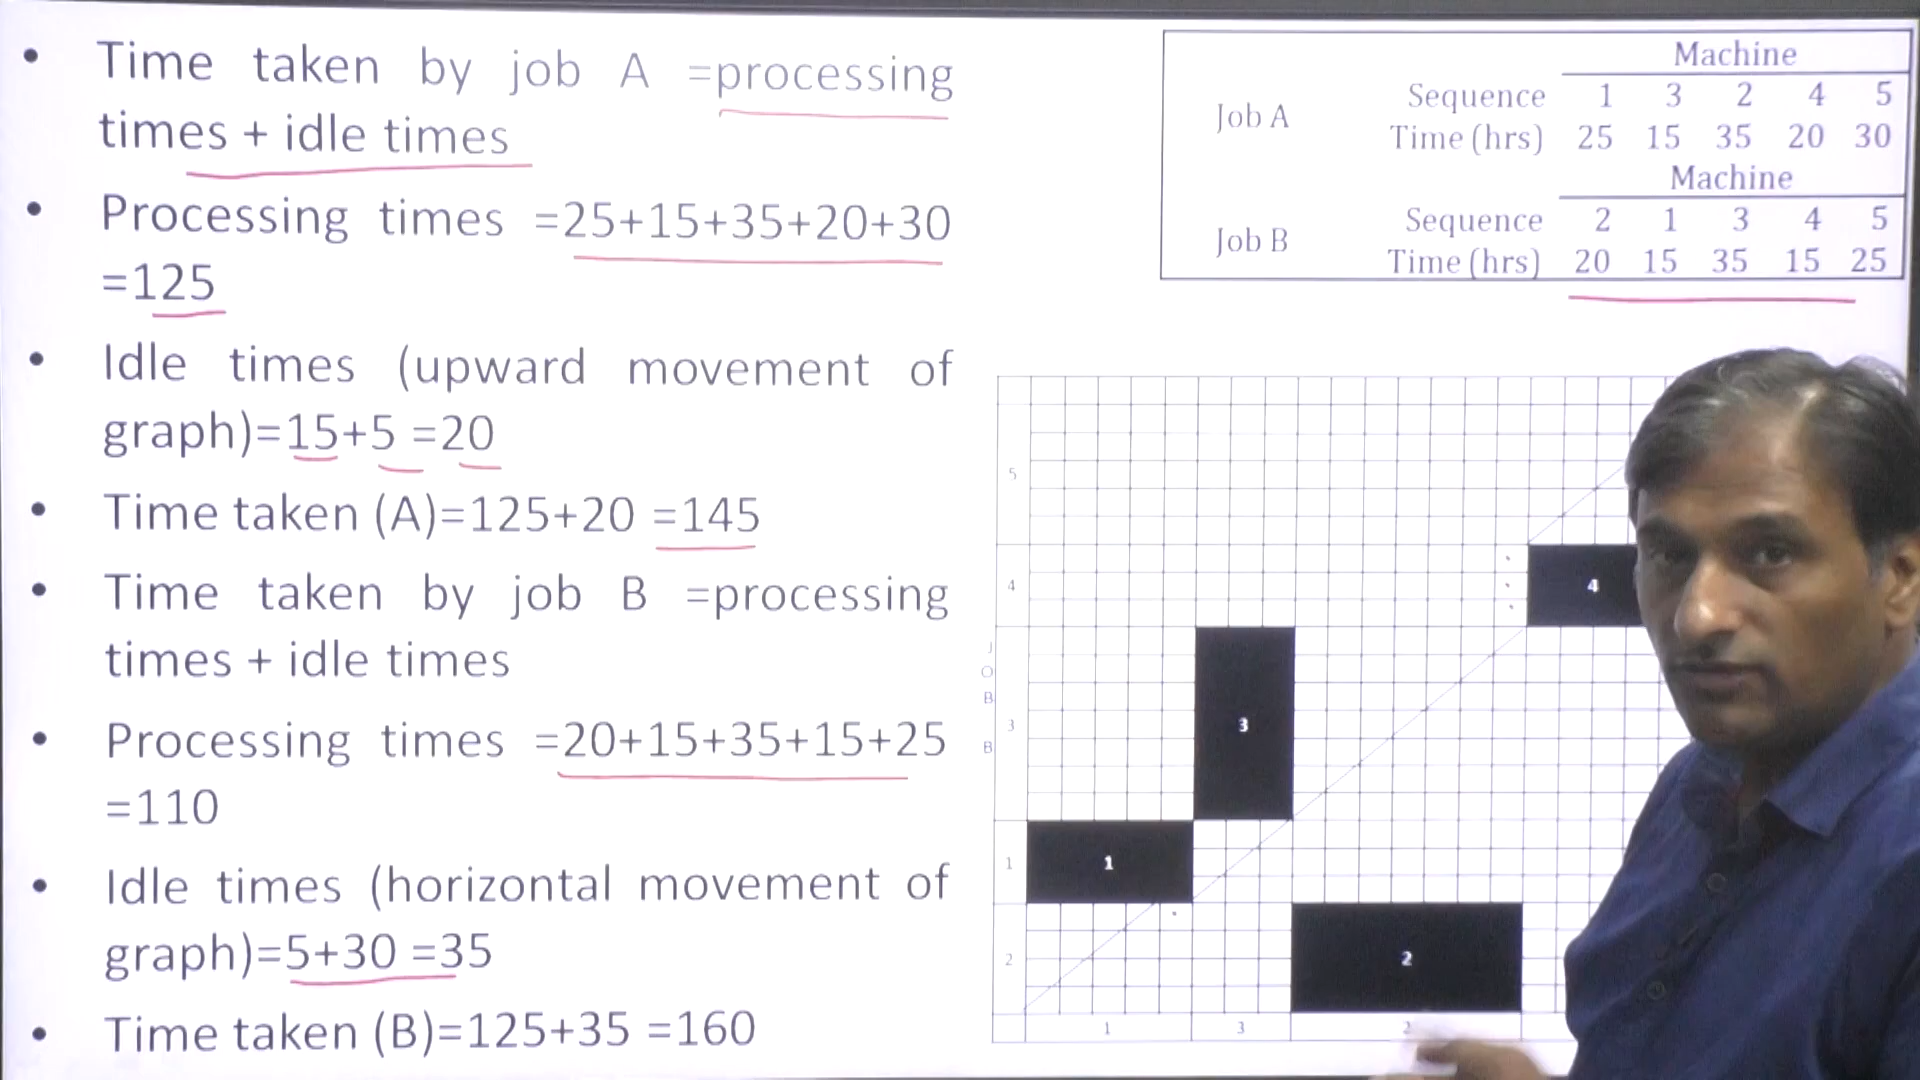 • Time taken by job A =processing
times + idle times
• Processing times =25+15+35+20+30
=125
• Idle times (upward movement of
graph)=15+5 =20
• Time taken (A)=125+20 =145
• Time taken by job B =processing
times + idle times
• Processing times =20+15+35+15+25
=110
• Idle times (horizontal movement of
graph)=5+30 =35
• Time taken (B)=125+35 =160
Machine
Job A
Sequence 1 3 2 4 5
Time (hrs) 25 15 35 20 30
Machine
Job B
Sequence 2 1 3 4 5
Time (hrs) 20 15 35 15 25
5
4
4
J
O
B
B
3
3
1
1
2
2
1 3 2